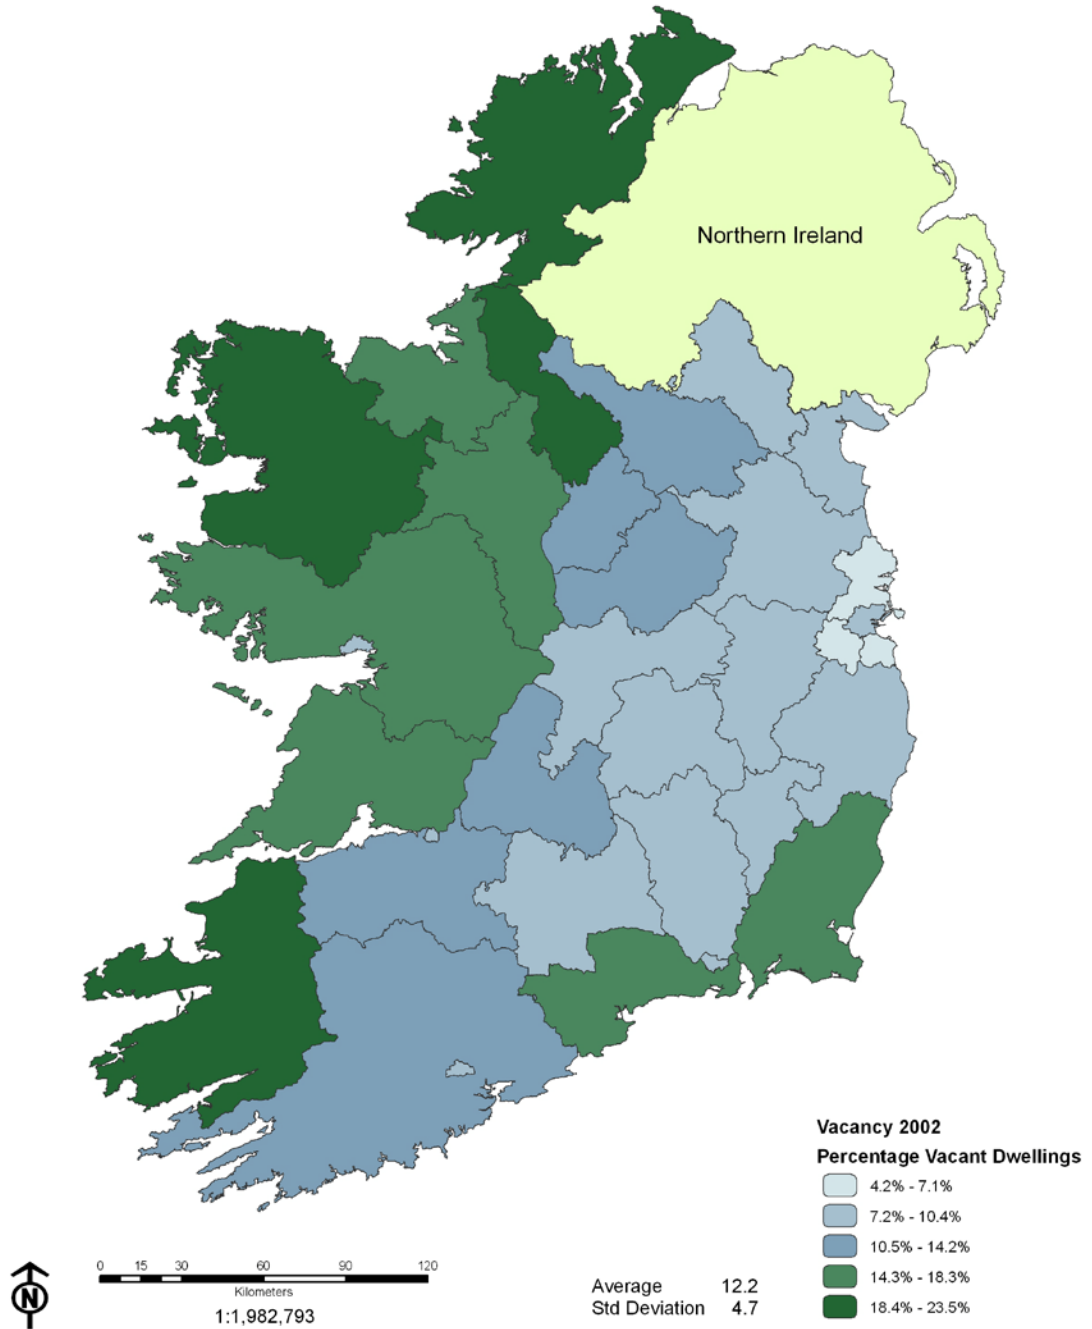 Northern Ireland
Vacancy 2002
Percentage Vacant Dwellings
4.2% - 7.1%
7.2% - 10.4%
10.5% - 14.2%
14.3% - 18.3%
18.4% - 23.5%
0 15 30 60 90 120
Kilometers
1:1,982,793
N
Average 12.2
Std Deviation 4.7